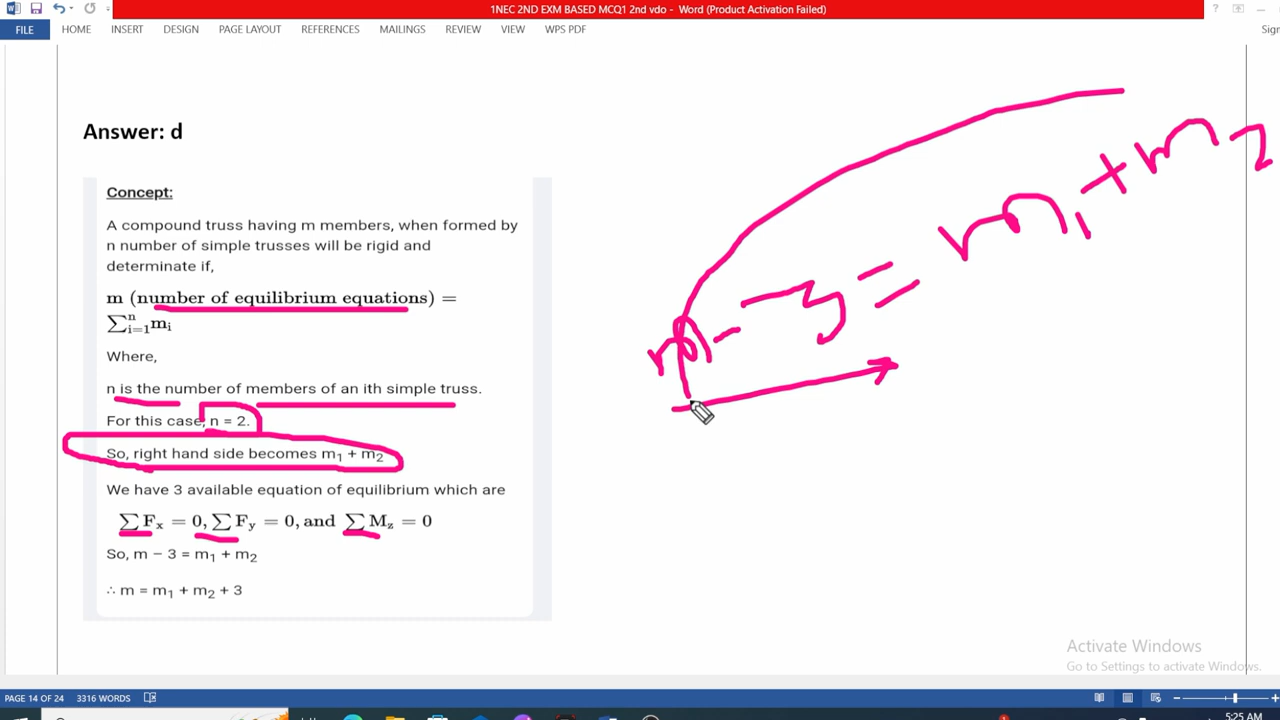 1NEC 2ND EXM BASED MCQ1 2nd vdo - Word (Product Activation Failed)
FILE HOME INSERT DESIGN PAGE LAYOUT REFERENCES MAILINGS REVIEW VIEW WPS PDF Sign
Answer: d
Concept:
A compound truss having m members, when formed by
n number of simple trusses will be rigid and
determinate if,
m (number of equilibrium equations) =
∑ⁿᵢ₌₁mᵢ
Where,
n is the number of members of an ith simple truss.
For this case, n = 2.
So, right hand side becomes m₁ + m₂
We have 3 available equation of equilibrium which are
∑Fₓ = 0, ∑Fᵧ = 0, and ∑M_z = 0
So, m − 3 = m₁ + m₂
∴ m = m₁ + m₂ + 3
m - 3 = m₁ + m₂
Activate Windows
Go to Settings to activate Windows.
PAGE 14 OF 24 3316 WORDS
5:25 AM